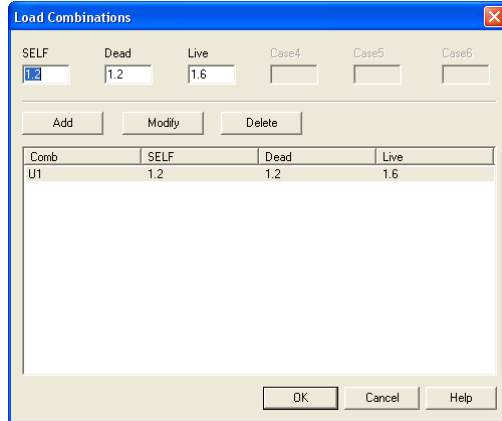 Load Combinations
SELF Dead Live Case4 Case5 Case6
1.2 1.2 1.6
Add Modify Delete
Comb SELF Dead Live
U1 1.2 1.2 1.6
OK Cancel Help